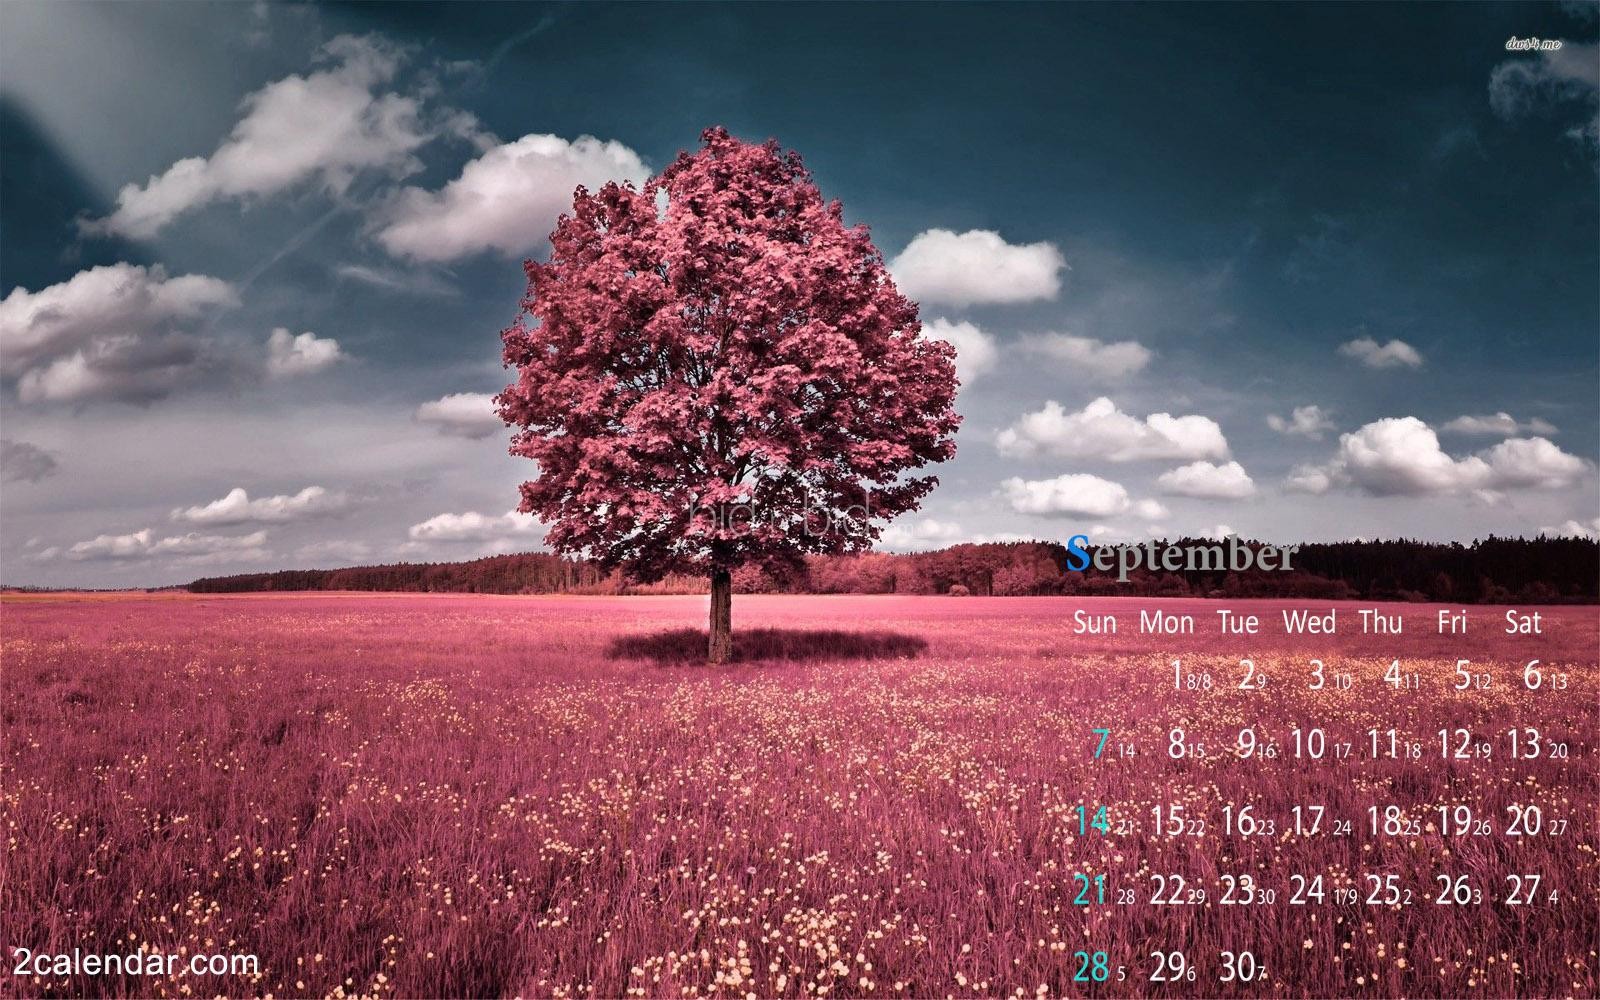 dws4.me
September
Sun Mon Tue Wed Thu Fri Sat
1 8/8 2 9 3 10 4 11 5 12 6 13
7 14 8 15 9 16 10 17 11 18 12 19 13 20
14 21 15 22 16 23 17 24 18 25 19 26 20 27
21 28 22 29 23 30 24 1/9 25 2 26 3 27 4
28 5 29 6 30 7
2calendar.com